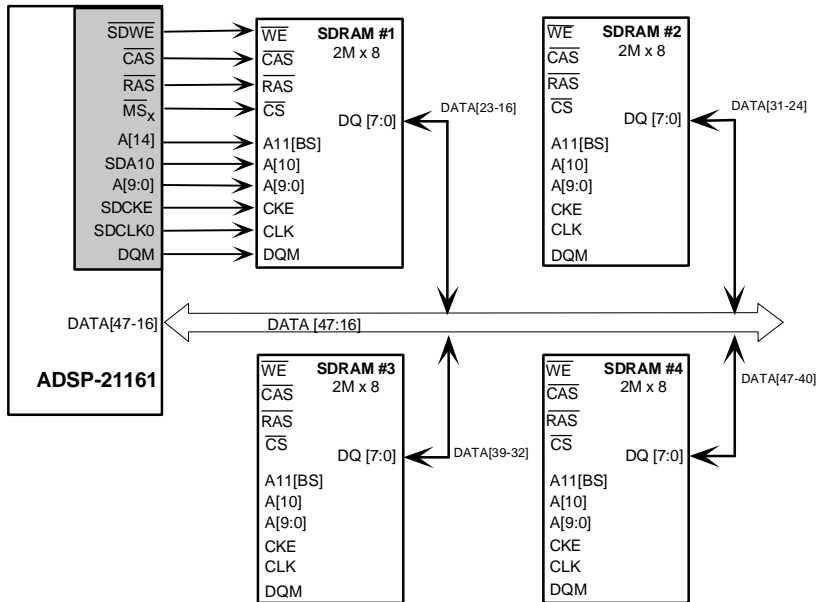 SDWE
CAS
RAS
MSx
A[14]
SDA10
A[9:0]
SDCKE
SDCLK0
DQM
DATA[47-16]
ADSP-21161
WE SDRAM #1
2M x 8
CAS
RAS
CS
DQ [7:0]
A11[BS]
A[10]
A[9:0]
CKE
CLK
DQM
DATA[23-16]
WE SDRAM #2
2M x 8
CAS
RAS
CS
DQ [7:0]
A11[BS]
A[10]
A[9:0]
CKE
CLK
DQM
DATA[31-24]
DATA [47:16]
WE SDRAM #3
2M x 8
CAS
RAS
CS
DQ [7:0]
A11[BS]
A[10]
A[9:0]
CKE
CLK
DQM
DATA[39-32]
WE SDRAM #4
2M x 8
CAS
RAS
CS
DQ [7:0]
A11[BS]
A[10]
A[9:0]
CKE
CLK
DQM
DATA[47-40]